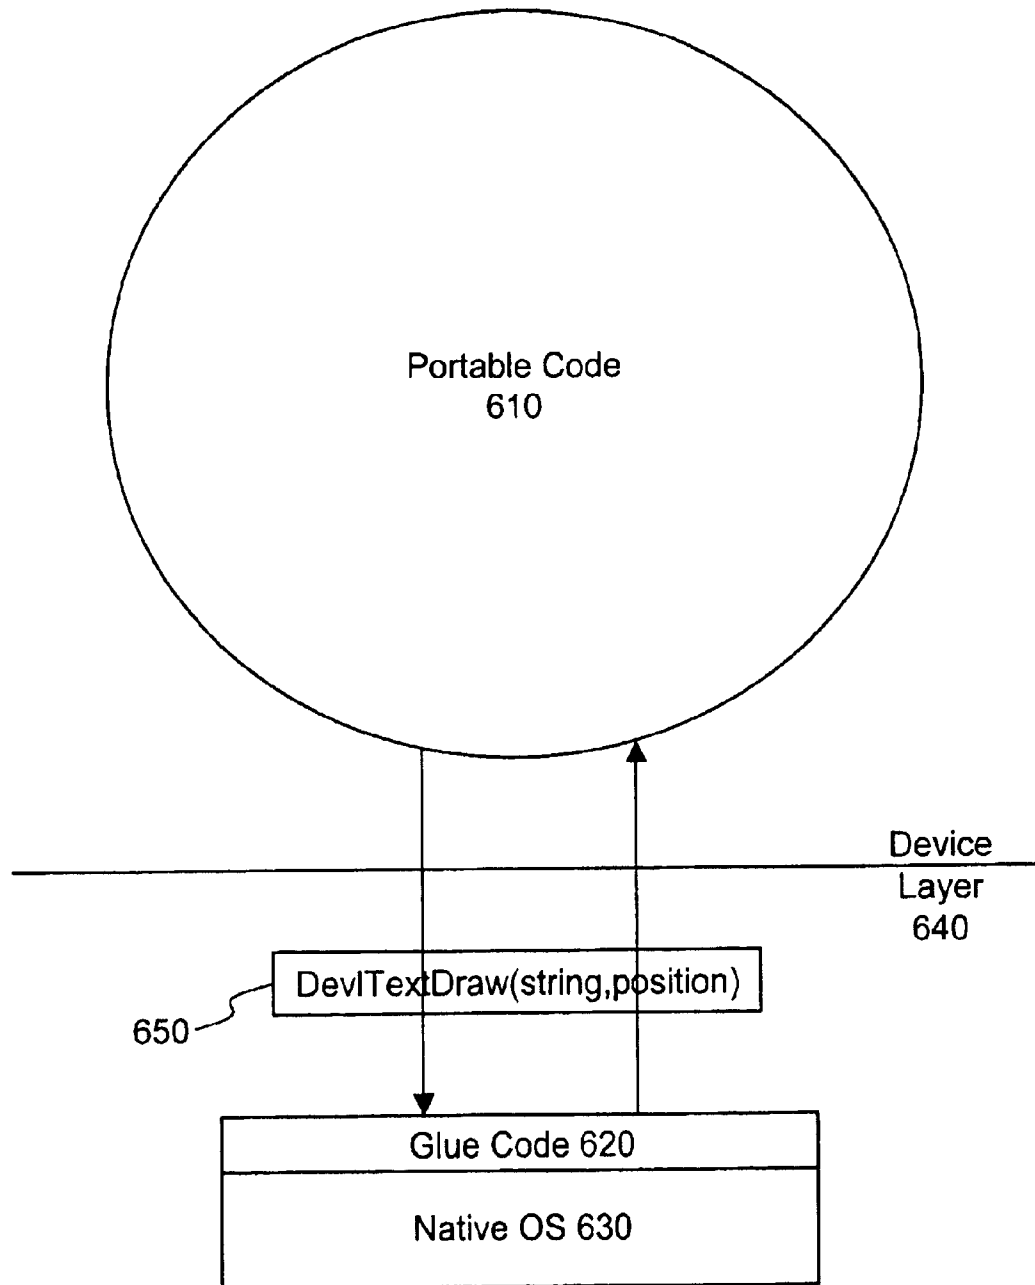 Portable Code
610
Device
Layer
640
DevlTextDraw(string,position)
650
Glue Code 620
Native OS 630